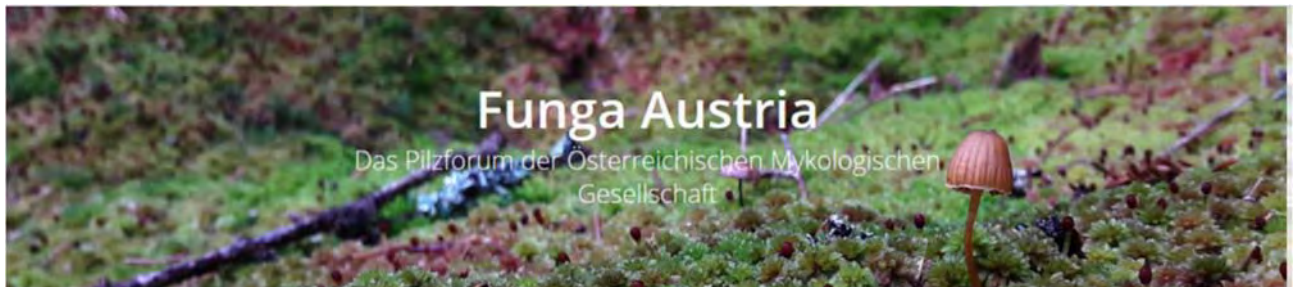 Funga Austria
Das Pilzforum der Österreichischen Mykologischen
Gesellschaft